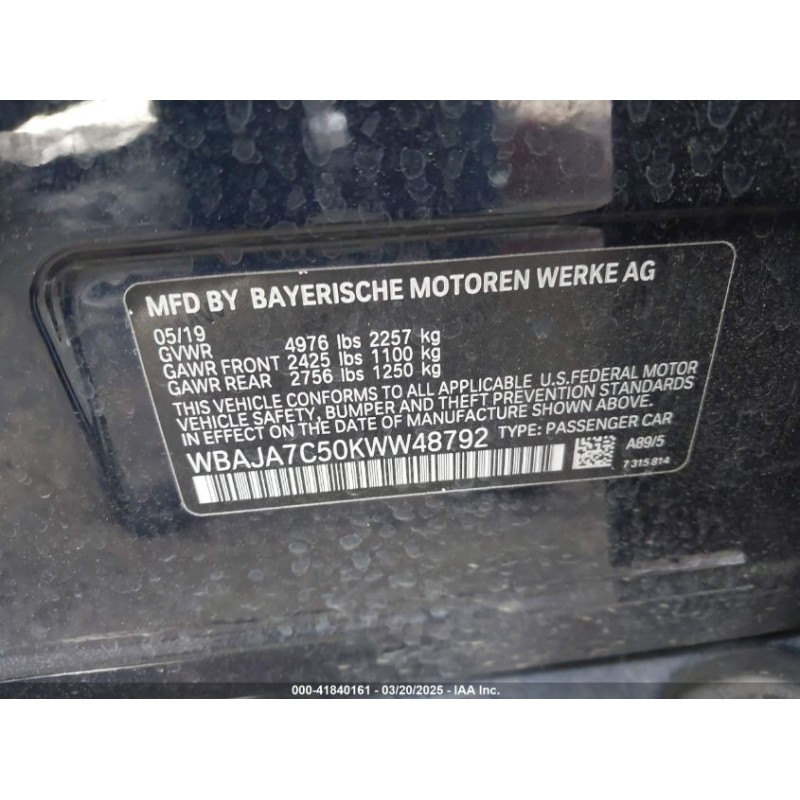 MFD BY BAYERISCHE MOTOREN WERKE AG
05/19
GVWR 4976 lbs 2257 kg
GAWR FRONT 2425 lbs 1100 kg
GAWR REAR 2756 lbs 1250 kg
THIS VEHICLE CONFORMS TO ALL APPLICABLE U.S.FEDERAL MOTOR
VEHICLE SAFETY, BUMPER AND THEFT PREVENTION STANDARDS
IN EFFECT ON THE DATE OF MANUFACTURE SHOWN ABOVE.
WBAJA7C50KWW48792 TYPE: PASSENGER CAR
A89/5
7 315 814
000-41840161 - 03/20/2025 - IAA Inc.